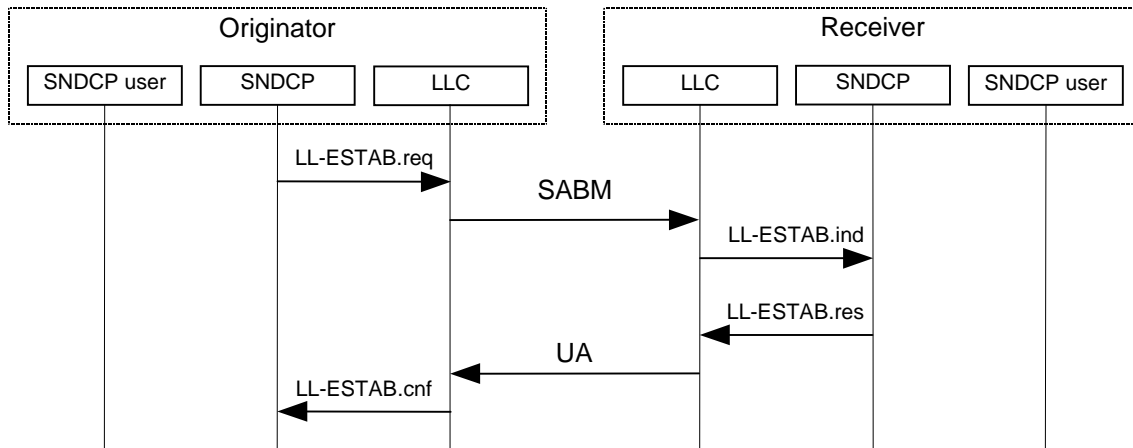 Originator
Receiver
SNDCP user
SNDCP
LLC
LLC
SNDCP
SNDCP user
LL-ESTAB.req
SABM
LL-ESTAB.ind
LL-ESTAB.res
UA
LL-ESTAB.cnf